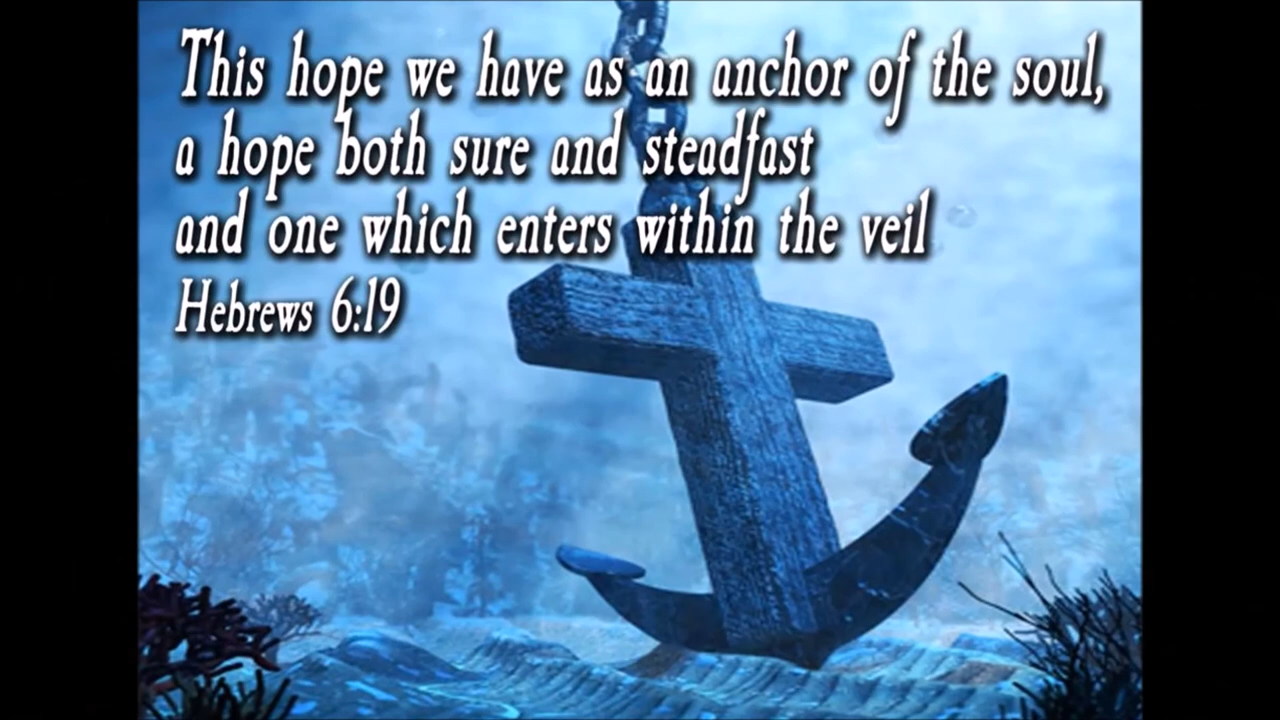 This hope we have as an anchor of the soul,
a hope both sure and steadfast
and one which enters within the veil
Hebrews 6:19